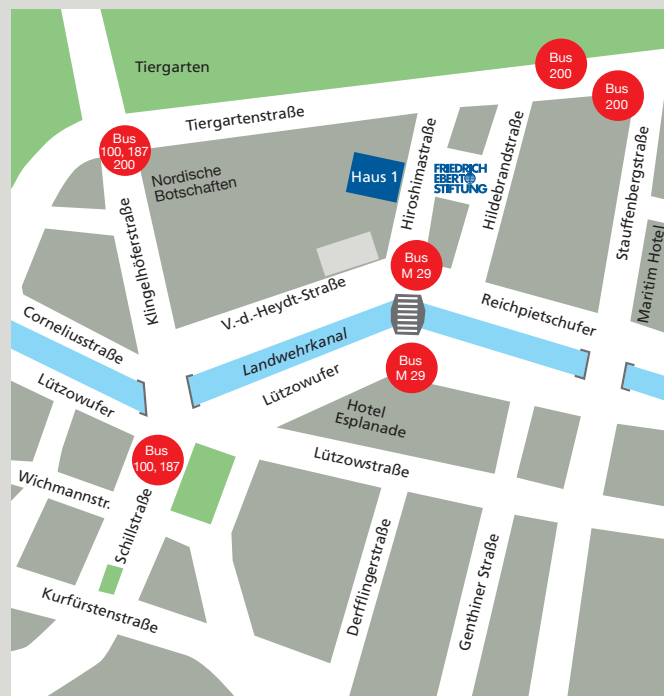 Tiergarten
Bus
200
Bus
200
Tiergartenstraße
Bus
100, 187
200
Nordische
Botschaften
Haus 1
FRIEDRICH
EBERT
STIFTUNG
Hiroshimastraße
Hildebrandstraße
Stauffenbergstraße
Maritim Hotel
Klingelhöferstraße
Bus
M 29
V.-d.-Heydt-Straße
Reichpietschufer
Corneliusstraße
Landwehrkanal
Lützowufer
Lützowufer
Bus
M 29
Hotel
Esplanade
Bus
100, 187
Lützowstraße
Wichmannstr.
Schillstraße
Kurfürstenstraße
Derfflingerstraße
Genthiner Straße